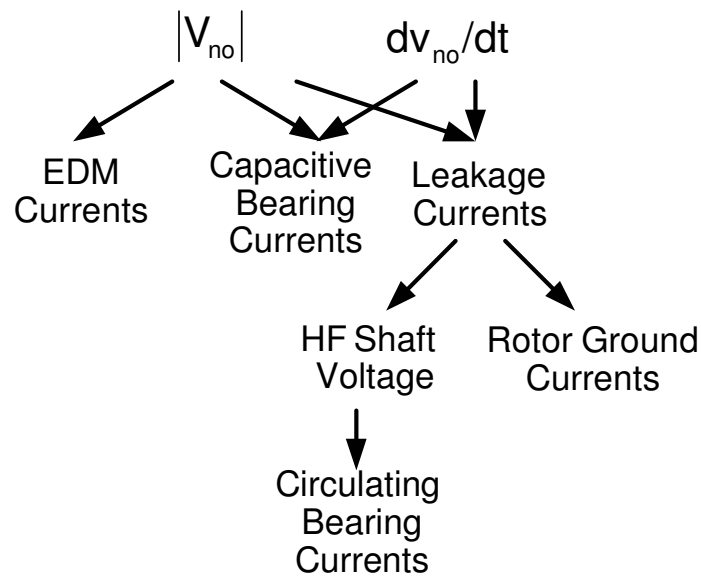 |Vno| dvno/dt
EDM
Currents
Capacitive
Bearing
Currents
Leakage
Currents
HF Shaft
Voltage
Rotor Ground
Currents
Circulating
Bearing
Currents